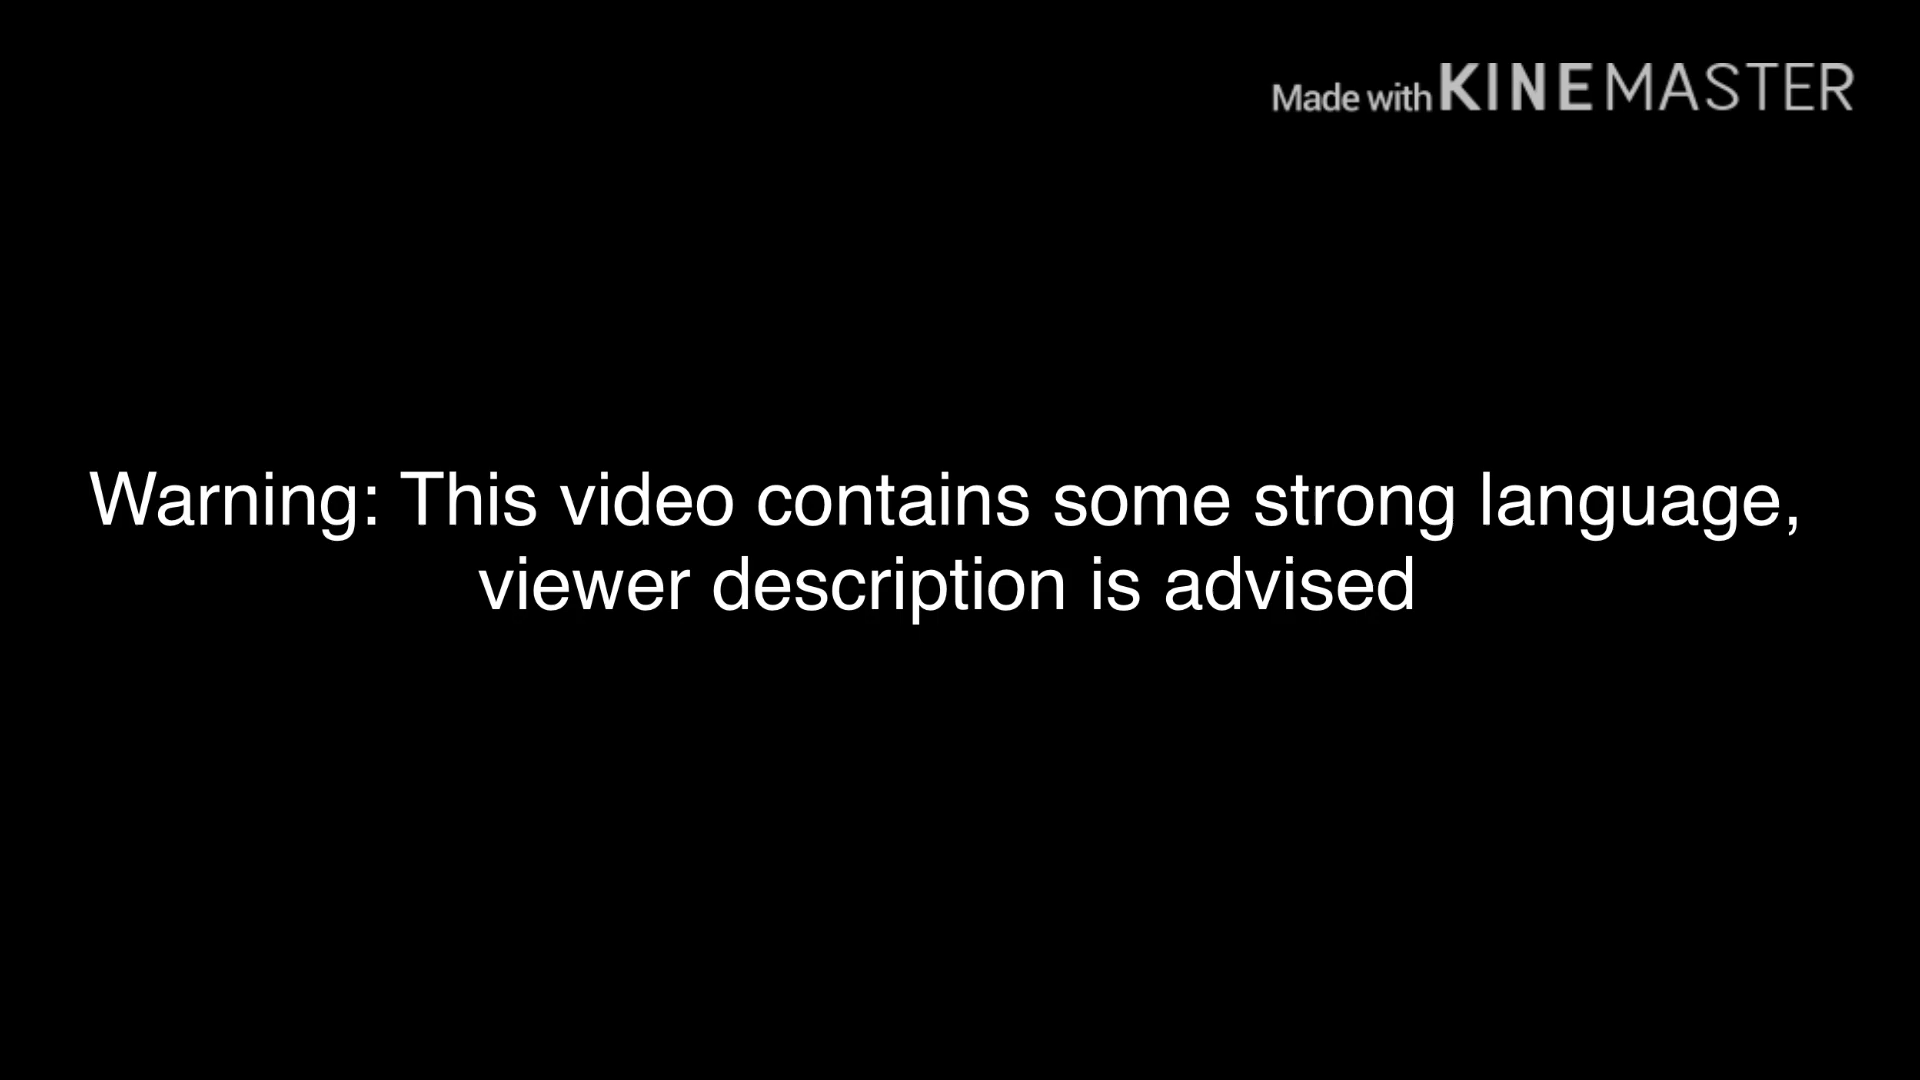 Made with KINEMASTER
Warning: This video contains some strong language,
viewer description is advised